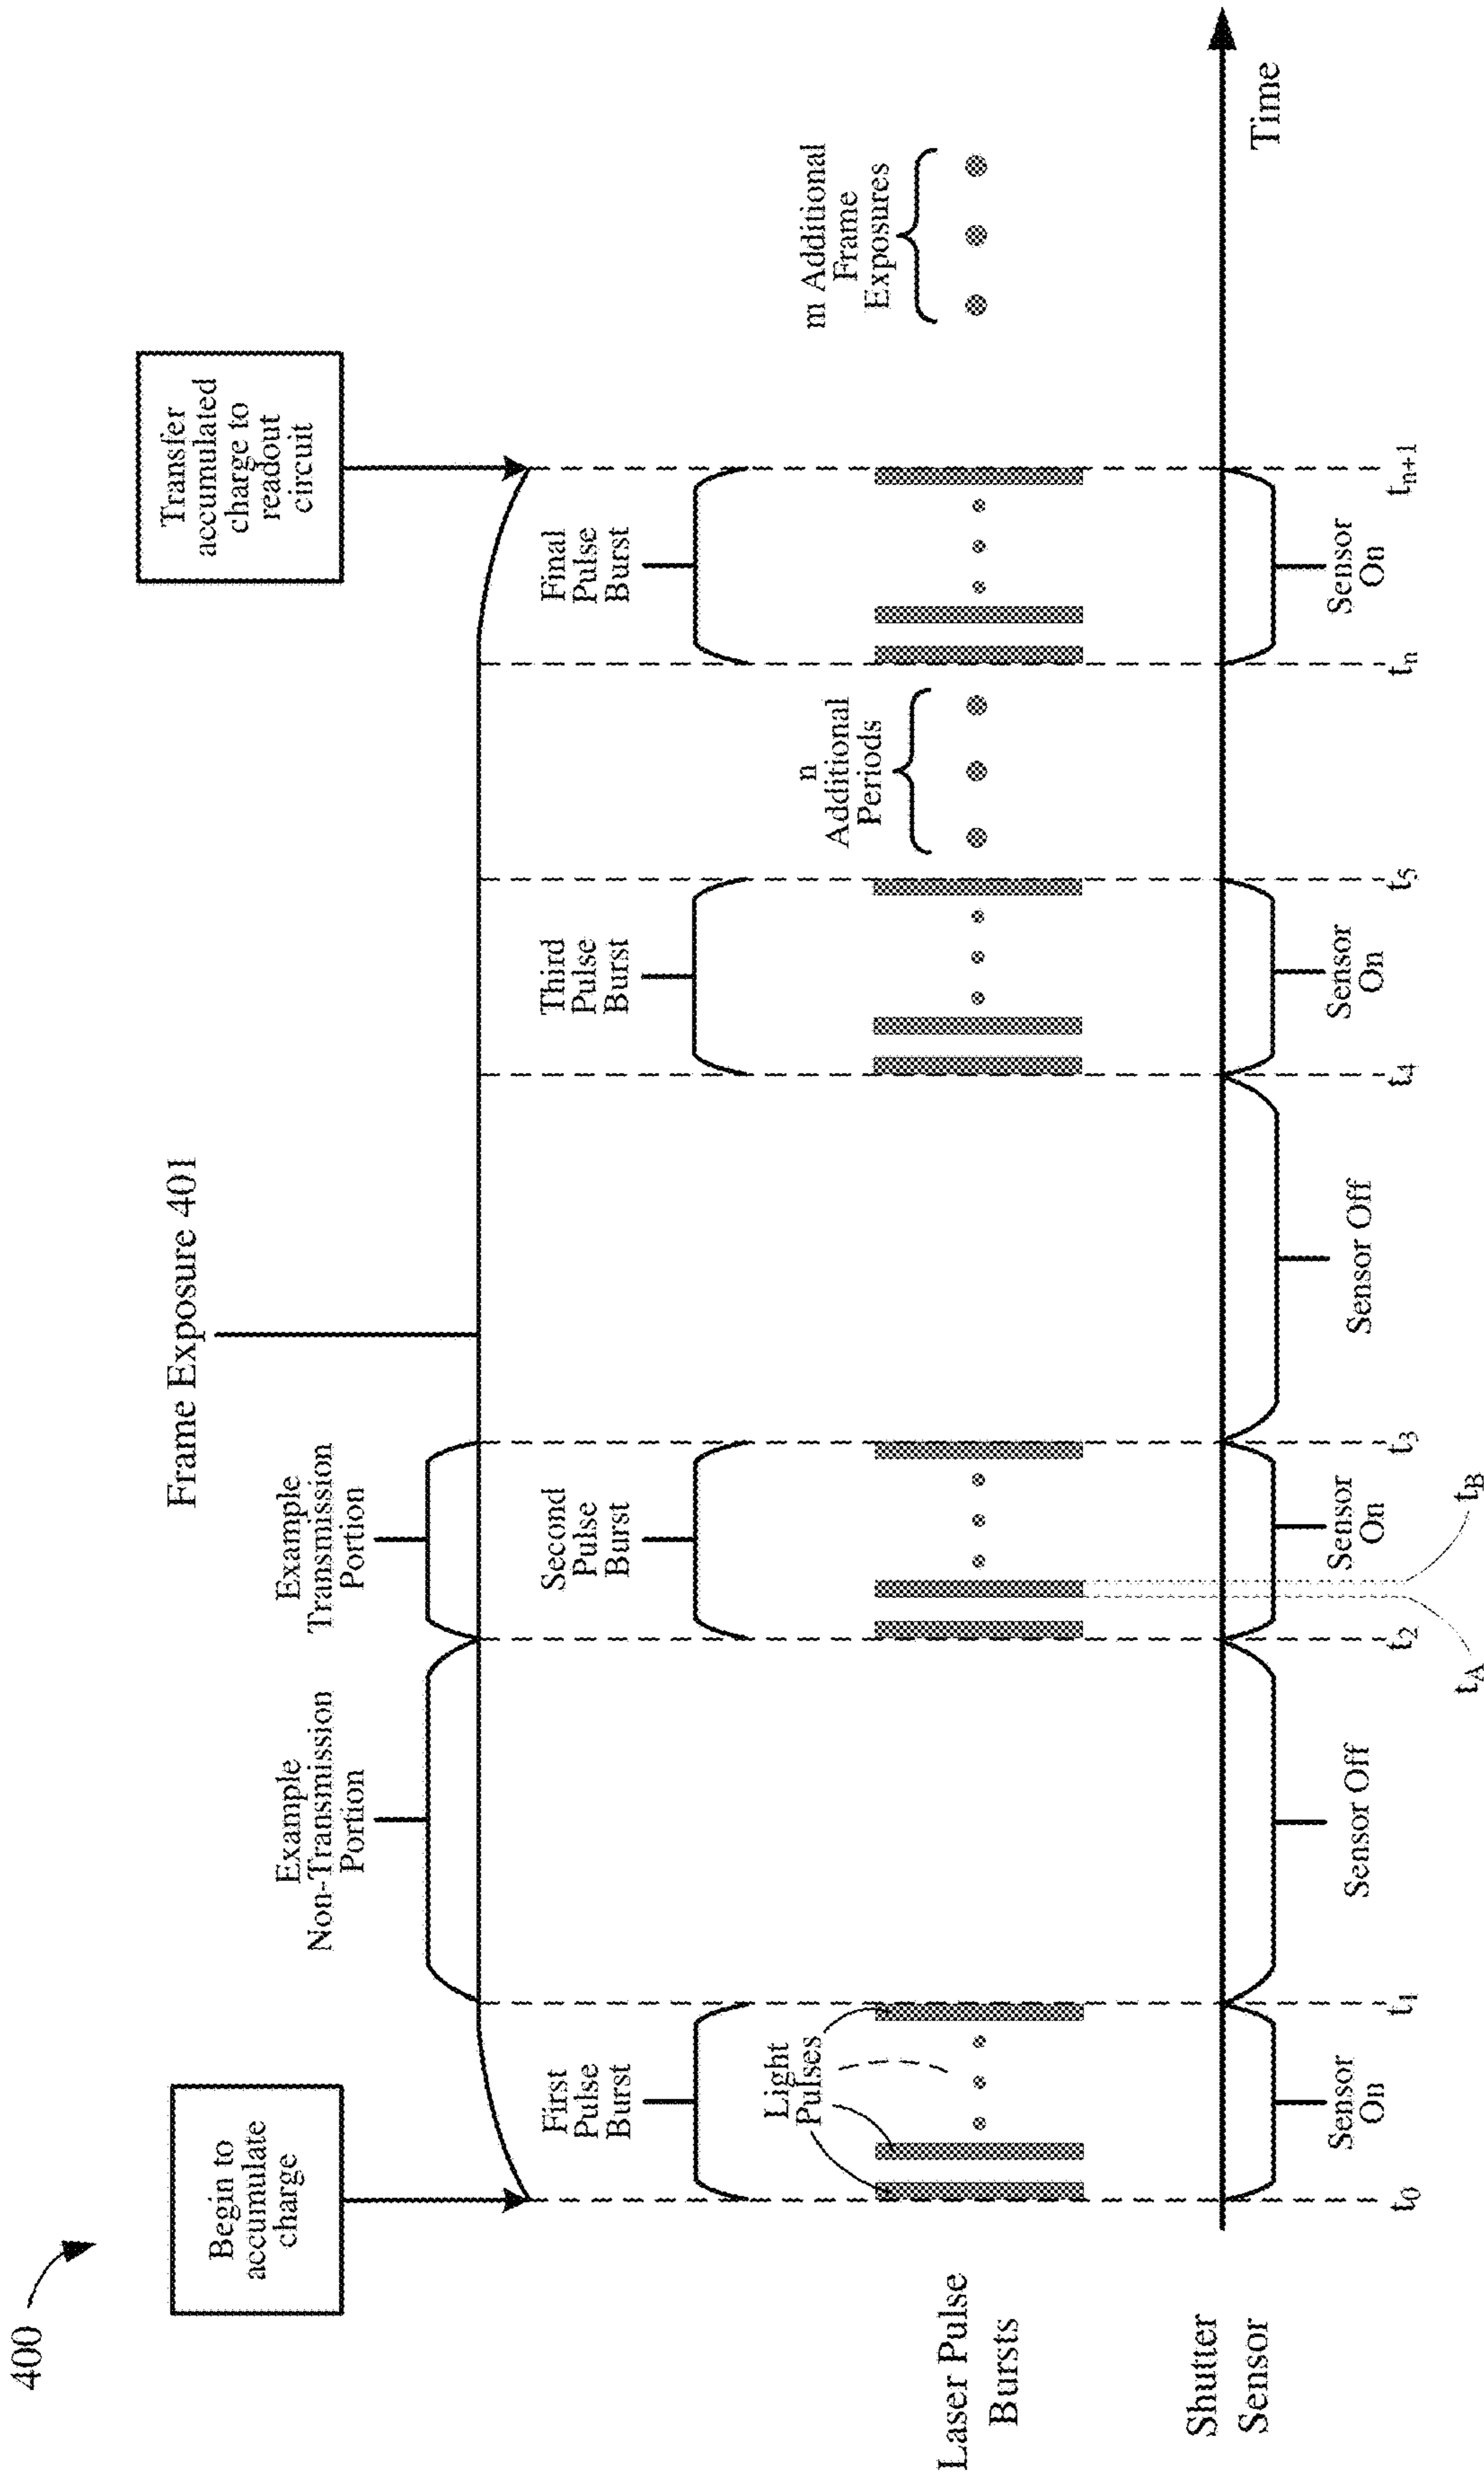 400
Frame Exposure 401
Begin to
accumulate
charge
Transfer
accumulated
charge to
readout
circuit
Example
Non-Transmission
Portion
Example
Transmission
Portion
First
Pulse
Burst
Second
Pulse
Burst
Third
Pulse
Burst
Final
Pulse
Burst
Light
Pulses
n
Additional
Periods
m Additional
Frame
Exposures
Laser Pulse
Bursts
Shutter
Sensor
Time
Sensor
On
Sensor Off
Sensor
On
Sensor Off
Sensor
On
Sensor
On
t0
t1
t2
t3
t4
t5
tn
tn+1
tA
tB